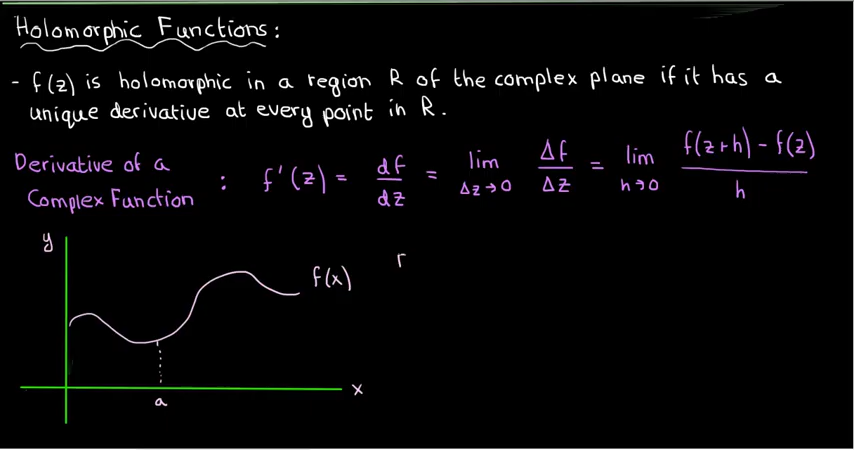 Holomorphic Functions:
- f(z) is holomorphic in a region R of the complex plane if it has a
unique derivative at every point in R.
Derivative of a
Complex Function : f'(z) = df/dz = lim Δz→0 Δf/Δz = lim h→0 f(z+h) - f(z)/h
y
f(x)
x
a